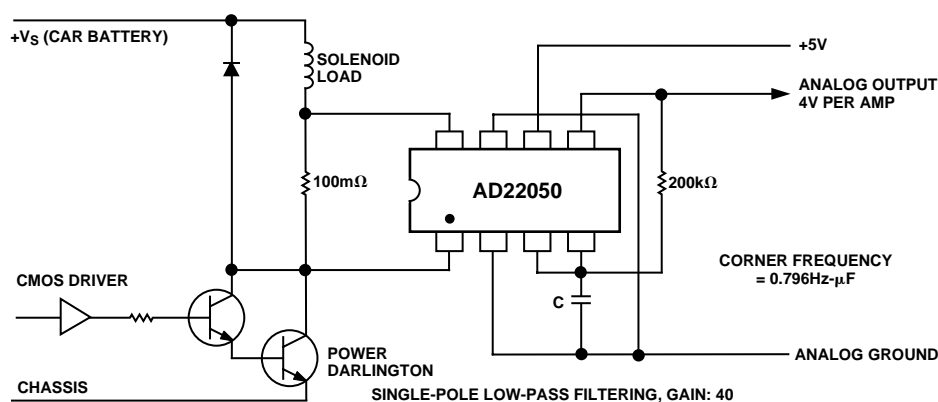 +VS (CAR BATTERY)
SOLENOID
LOAD
+5V
ANALOG OUTPUT
4V PER AMP
100mΩ
AD22050
200kΩ
CORNER FREQUENCY
= 0.796Hz-μF
CMOS DRIVER
C
POWER
DARLINGTON
ANALOG GROUND
CHASSIS
SINGLE-POLE LOW-PASS FILTERING, GAIN: 40